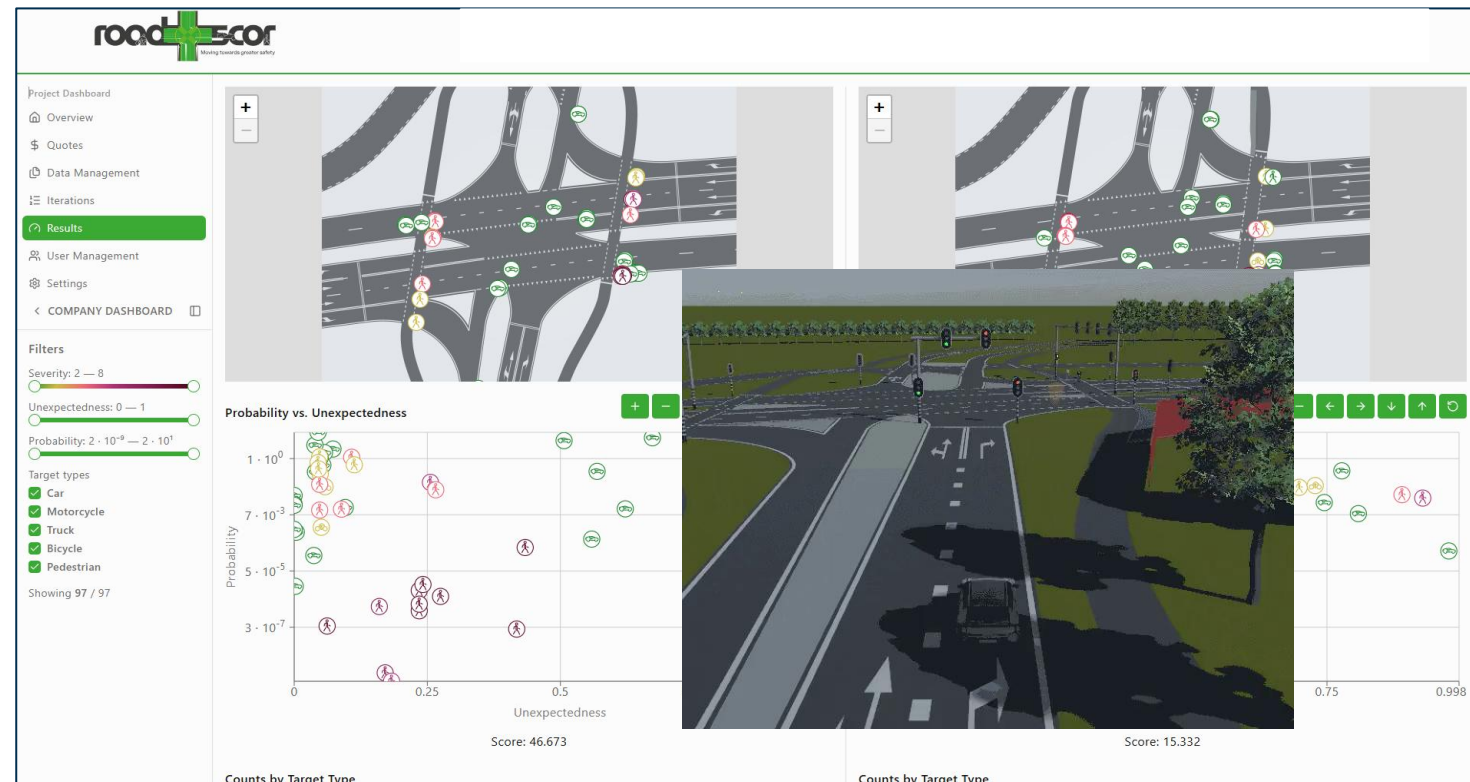 roadscor
Moving towards greater safety
Project Dashboard
Overview
$ Quotes
Data Management
Iterations
Results
User Management
Settings
< COMPANY DASHBOARD
Filters
Severity: 2 — 8
Unexpectedness: 0 — 1
Probability: 2 · 10⁻⁹ — 2 · 10¹
Target types
Car
Motorcycle
Truck
Bicycle
Pedestrian
Showing 97 / 97
+
−
+
−
Probability vs. Unexpectedness
+ −
− ← → ↓ ↑
Probability
1 · 10⁰
7 · 10⁻³
5 · 10⁻⁵
3 · 10⁻⁷
0 0.25 0.5
Unexpectedness
0.75 0.998
Score: 46.673
Score: 15.332
Counts by Target Type
Counts by Target Type